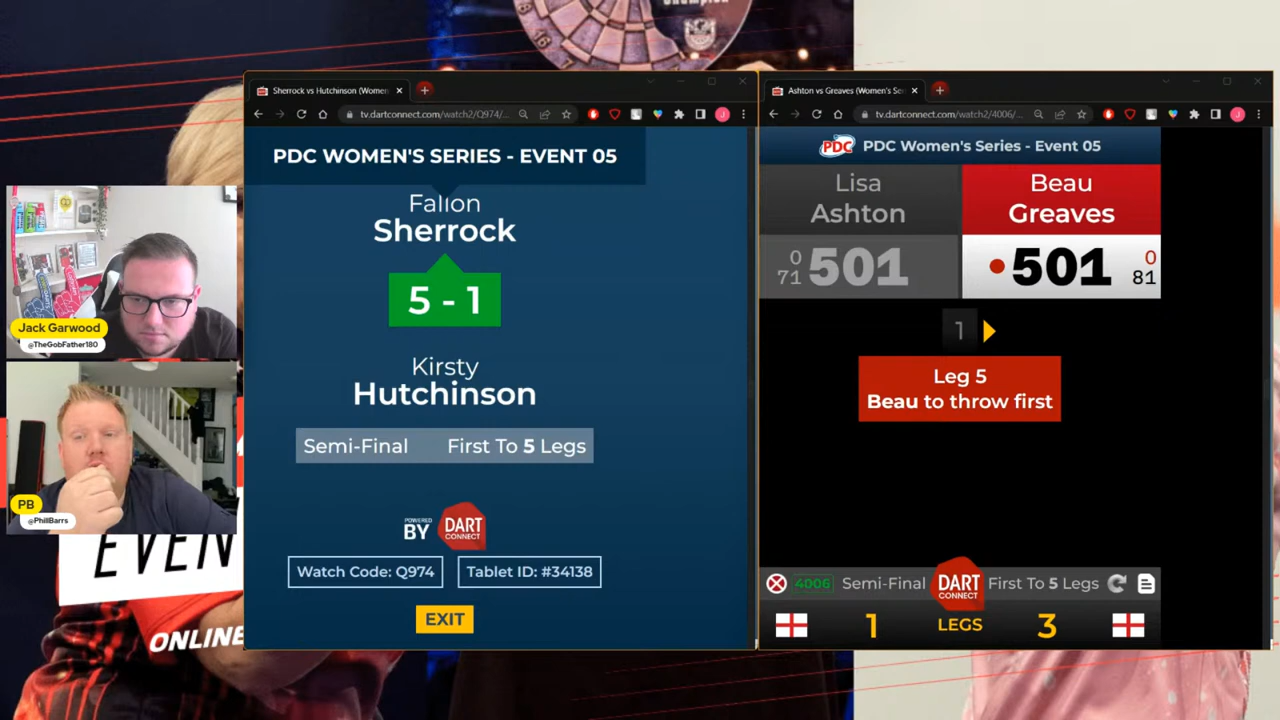 Sherrock vs Hutchinson (Women
tv.dartconnect.com/watch2/Q974/
PDC WOMEN'S SERIES - EVENT 05
Fallon
Sherrock
5 - 1
Kirsty
Hutchinson
Semi-Final First To 5 Legs
POWERED
BY
DART
CONNECT
Watch Code: Q974
Tablet ID: #34138
EXIT
Ashton vs Greaves (Women's Se
tv.dartconnect.com/watch2/4006/
PDC
PDC Women's Series - Event 05
Lisa
Ashton
Beau
Greaves
0
71
501
501
0
81
1
Leg 5
Beau to throw first
4006 Semi-Final
DART
CONNECT
First To 5 Legs
1 LEGS 3
Jack Garwood
@TheGobFather180
PB
@PhillBarrs
EVEN
ONLINE